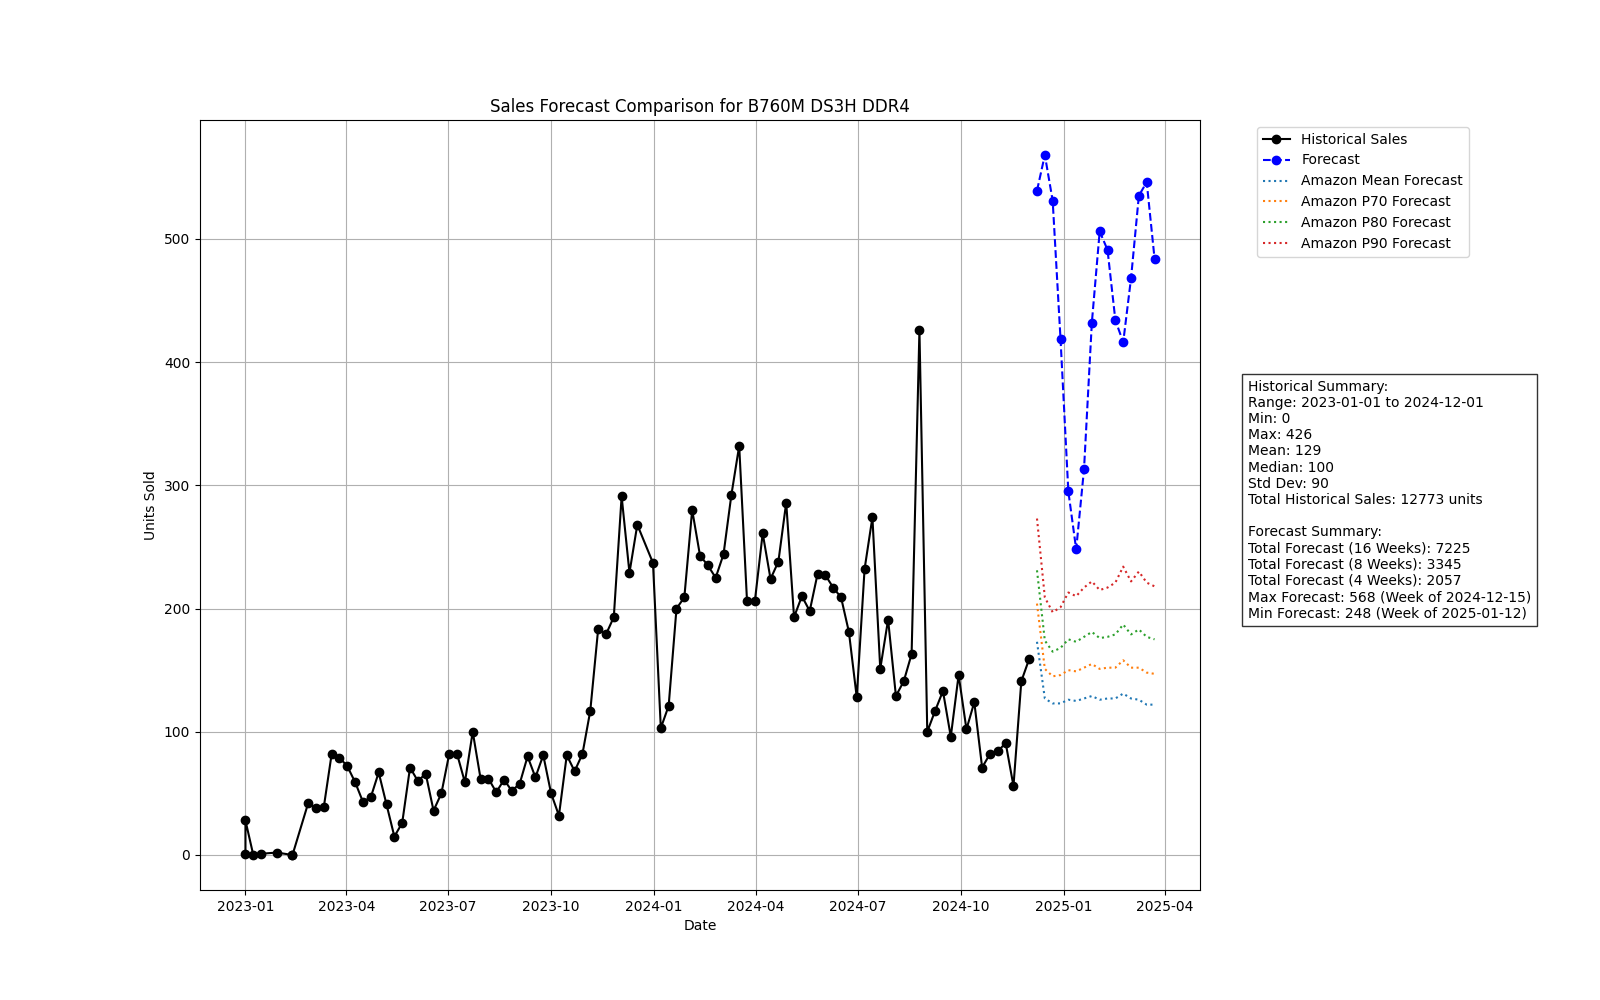 Sales Forecast Comparison for B760M DS3H DDR4
Units Sold
500
400
300
200
100
0
2023-01
2023-04
2023-07
2023-10
2024-01
2024-04
2024-07
2024-10
2025-01
2025-04
Date
Historical Sales
Forecast
Amazon Mean Forecast
Amazon P70 Forecast
Amazon P80 Forecast
Amazon P90 Forecast
Historical Summary:
Range: 2023-01-01 to 2024-12-01
Min: 0
Max: 426
Mean: 129
Median: 100
Std Dev: 90
Total Historical Sales: 12773 units
Forecast Summary:
Total Forecast (16 Weeks): 7225
Total Forecast (8 Weeks): 3345
Total Forecast (4 Weeks): 2057
Max Forecast: 568 (Week of 2024-12-15)
Min Forecast: 248 (Week of 2025-01-12)